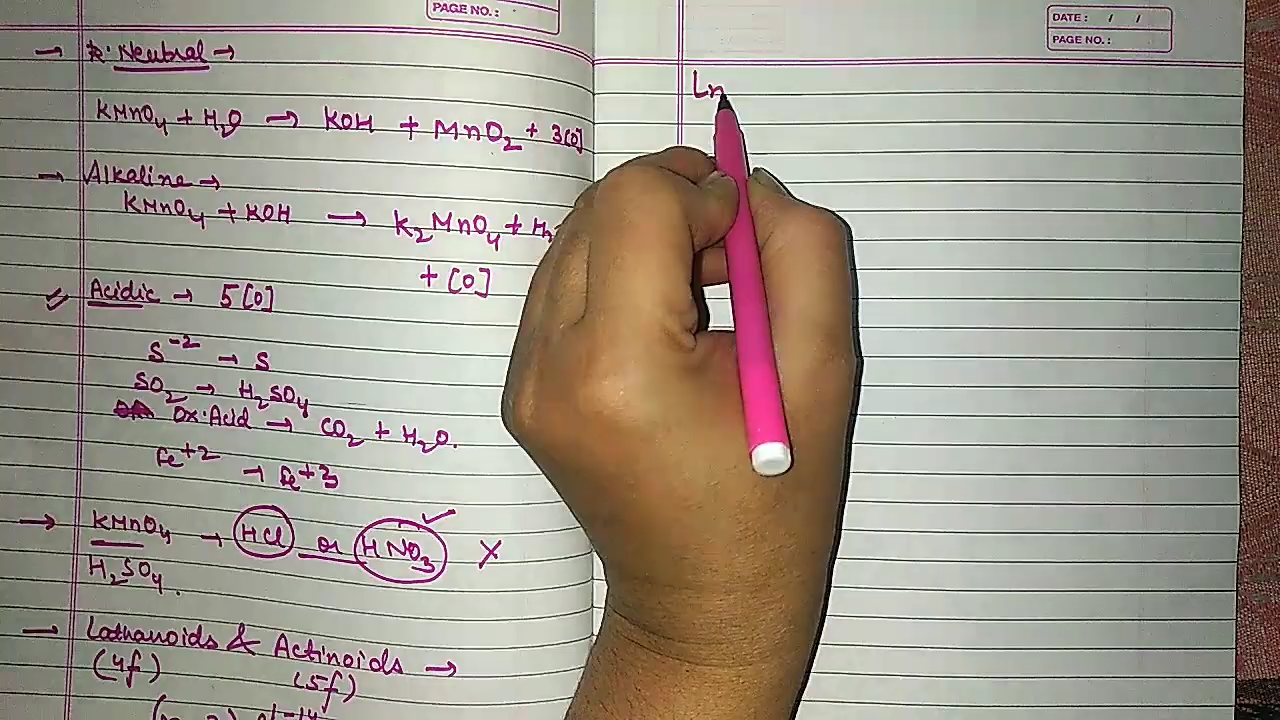 PAGE NO.:
→ Neutral →
KMnO4 + H2O → KOH + MnO2 + 3[O]
→ Alkaline →
KMnO4 + KOH → K2MnO4 + H2
+ [O]
Acidic → 5[O]
S-2 → S
SO2 → H2SO4
Ox. Acid → CO2 + H2O.
Fe+2 → Fe+3
→ KMnO4 → HCl or HNO3 ✓ ✗
H2SO4.
→ Lathanoids & Actinoids →
(4f) (5f)
DATE: / /
PAGE NO.:
Ln